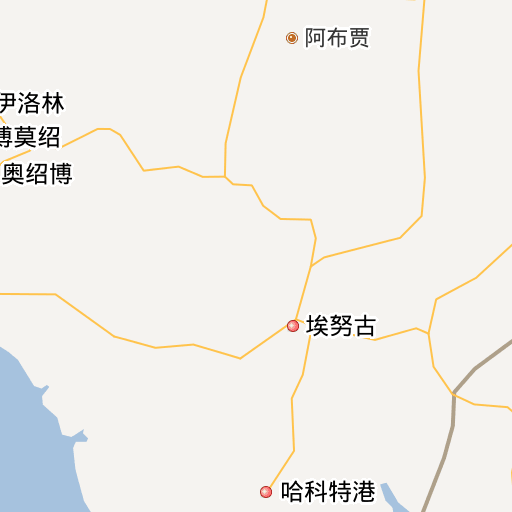 阿布贾
伊洛林
博莫绍
奥绍博
埃努古
哈科特港